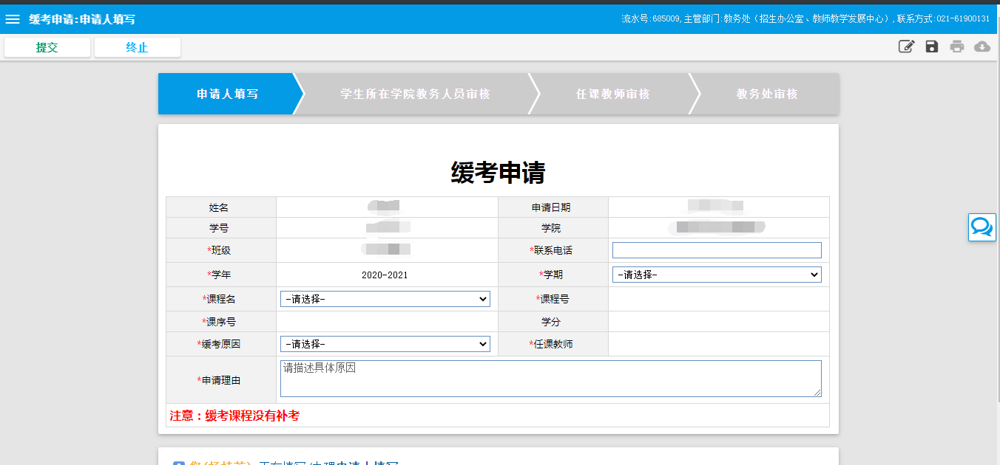 缓考申请:申请人填写
流水号:685009,主管部门:教务处（招生办公室、教师教学发展中心）,联系方式:021-61900131
提交 终止
申请人填写 学生所在学院教务人员审核 任课教师审核 教务处审核
缓考申请
姓名 申请日期
学号 学院
*班级 *联系电话
*学年 2020-2021 *学期 -请选择-
*课程名 -请选择- *课程号
*课序号 学分
*缓考原因 -请选择- *任课教师
*申请理由 请描述具体原因
注意：缓考课程没有补考